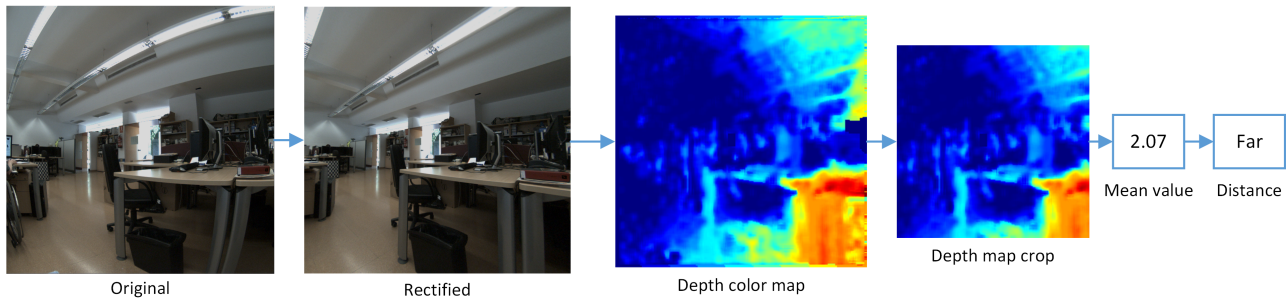 Original
Rectified
Depth color map
Depth map crop
2.07
Mean value
Far
Distance